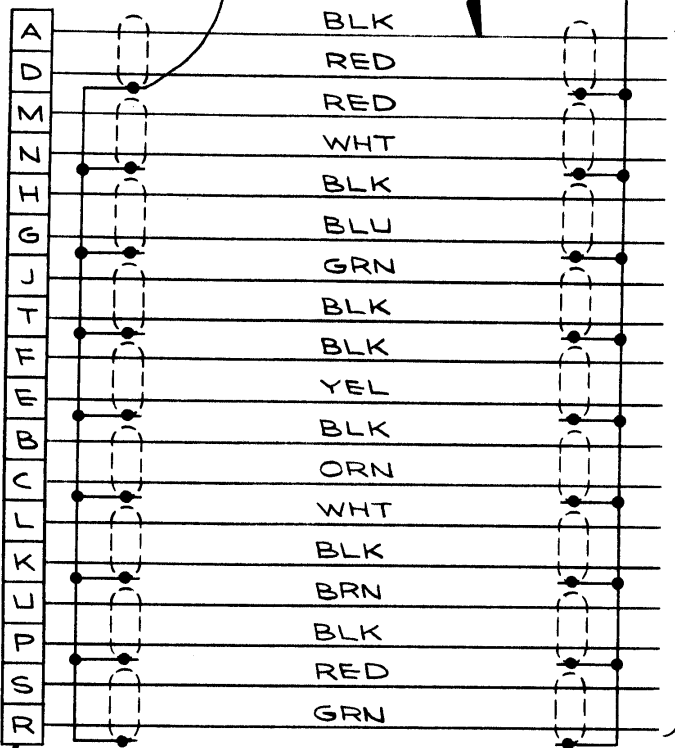 A BLK
D RED
M RED
N WHT
H BLK
G BLU
J GRN
T BLK
F BLK
E YEL
B BLK
C ORN
L WHT
K BLK
U BRN
P BLK
S RED
R GRN